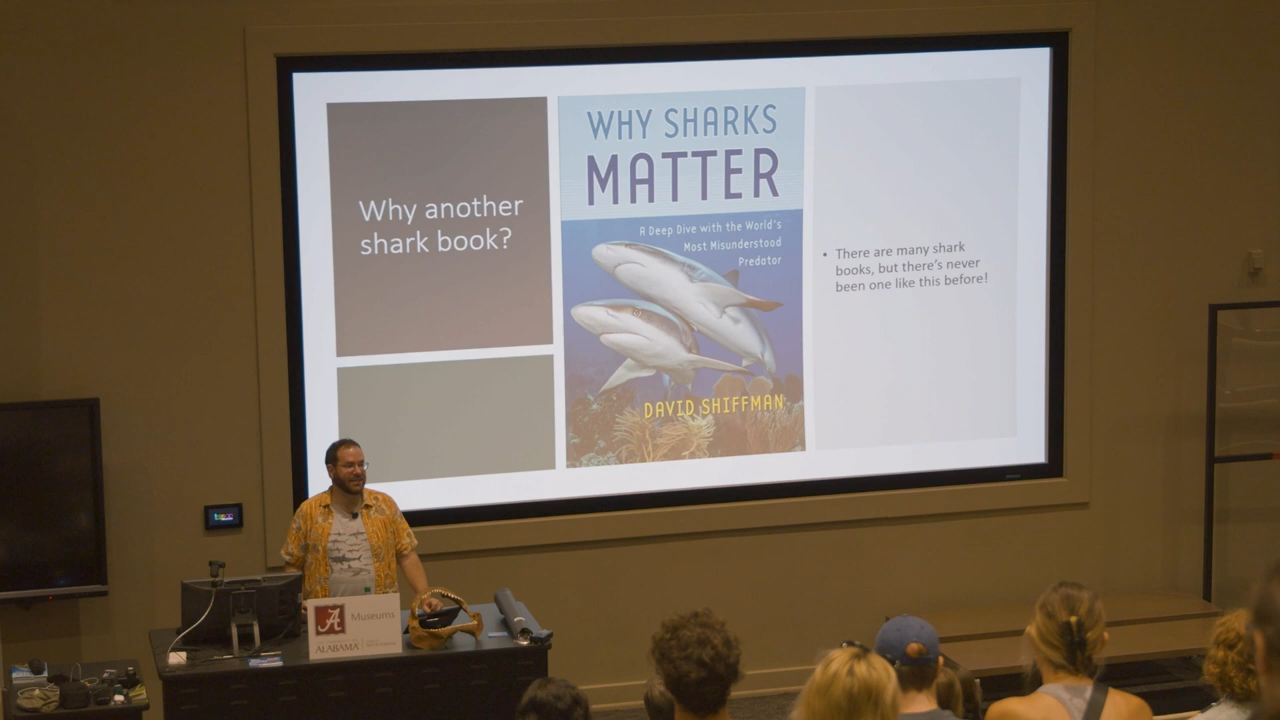 Why another
shark book?
WHY SHARKS
MATTER
A Deep Dive with the World's
Most Misunderstood
Predator
DAVID SHIFFMAN
• There are many shark
books, but there's never
been one like this before!
A Museums
ALABAMA